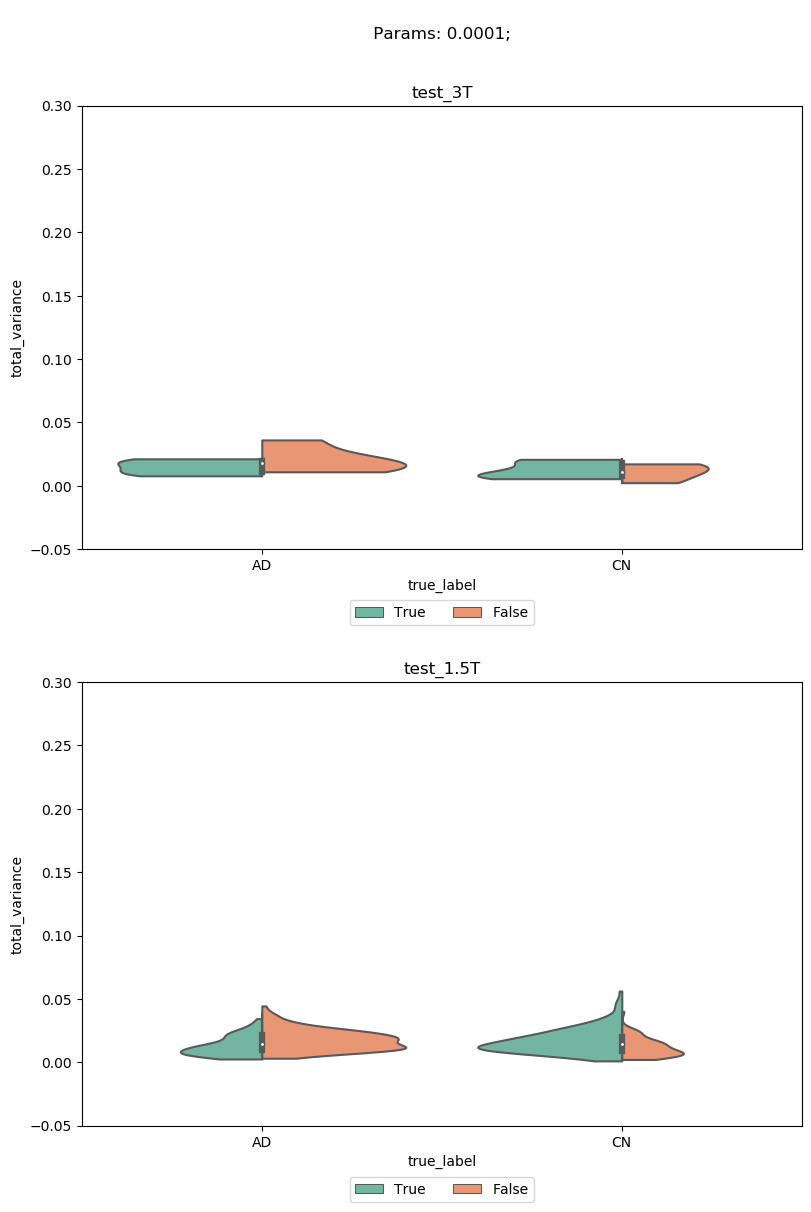 Params: 0.0001;
test_3T
0.30
0.25
0.20
0.15
0.10
0.05
0.00
−0.05
total_variance
AD
CN
true_label
True
False
test_1.5T
0.30
0.25
0.20
0.15
0.10
0.05
0.00
−0.05
total_variance
AD
CN
true_label
True
False